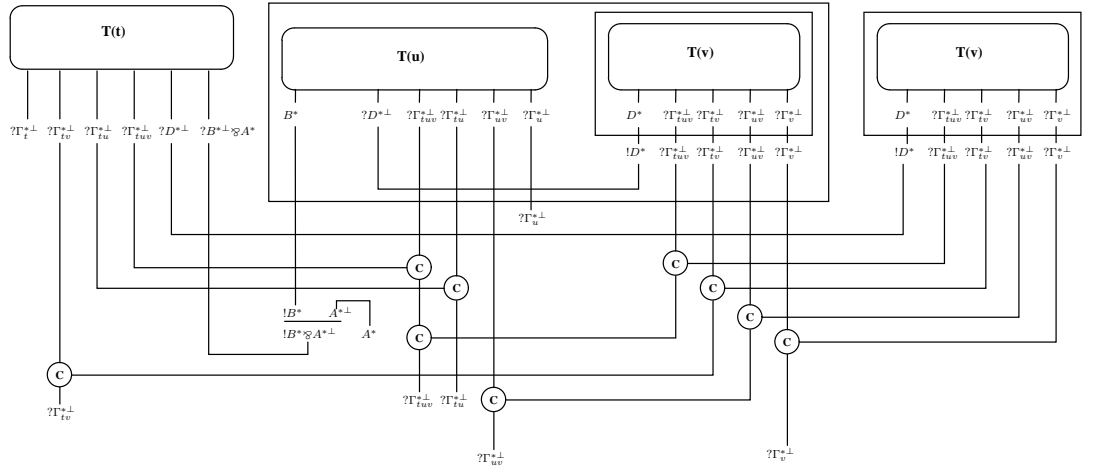 T(t)
T(u)
T(v)
T(v)
B* ?D*⊥ ?Γ*⊥tuv ?Γ*⊥tu ?Γ*⊥uv ?Γ*⊥u
D* ?Γ*⊥tuv ?Γ*⊥tv ?Γ*⊥uv ?Γ*⊥v
D* ?Γ*⊥tuv ?Γ*⊥tv ?Γ*⊥uv ?Γ*⊥v
?Γ*⊥t ?Γ*⊥tv ?Γ*⊥tu ?Γ*⊥tuv ?D*⊥ ?B*⊥⅋A*
!D* ?Γ*⊥tuv ?Γ*⊥tv ?Γ*⊥uv ?Γ*⊥v
!D* ?Γ*⊥tuv ?Γ*⊥tv ?Γ*⊥uv ?Γ*⊥v
?Γ*⊥u
C
C
C
C
!B* A*⊥
C
!B*⅋A*⊥ A*
C
C
C
?Γ*⊥tuv ?Γ*⊥tu
C
?Γ*⊥tv
?Γ*⊥uv
?Γ*⊥v